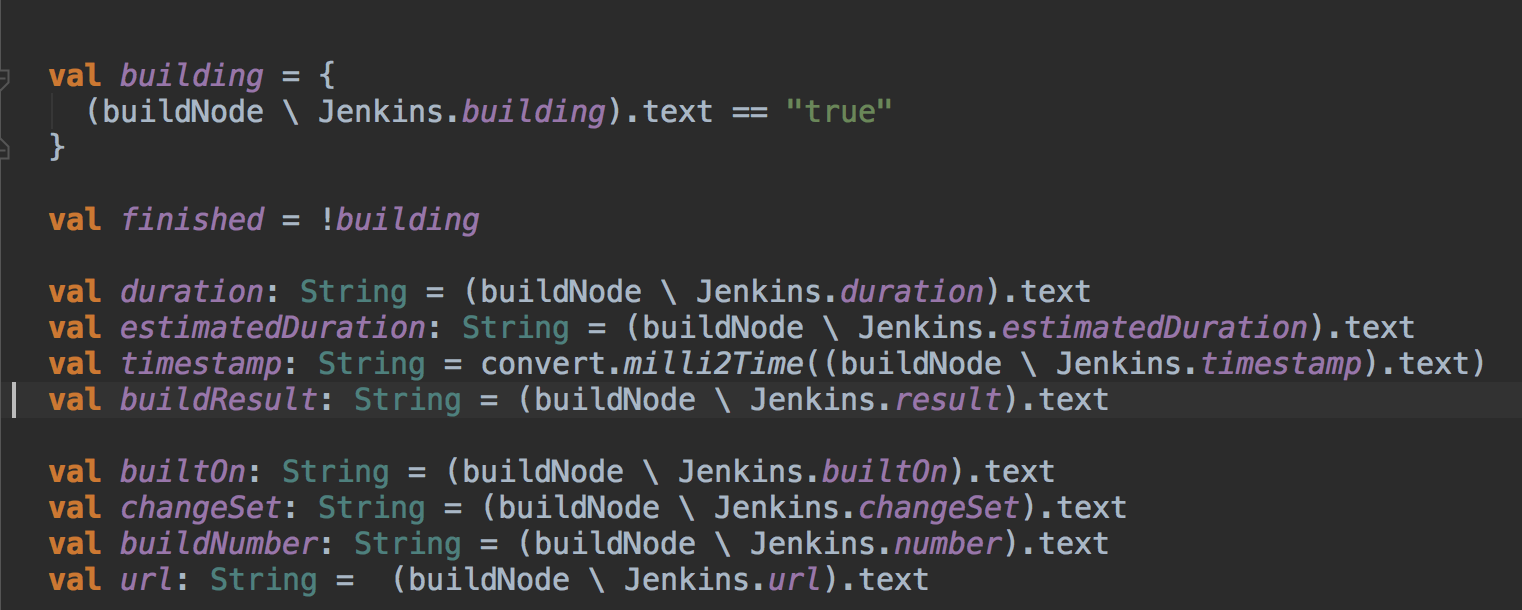 val building = {
  (buildNode \ Jenkins.building).text == "true"
}
val finished = !building
val duration: String = (buildNode \ Jenkins.duration).text
val estimatedDuration: String = (buildNode \ Jenkins.estimatedDuration).text
val timestamp: String = convert.milli2Time((buildNode \ Jenkins.timestamp).text)
val buildResult: String = (buildNode \ Jenkins.result).text
val builtOn: String = (buildNode \ Jenkins.builtOn).text
val changeSet: String = (buildNode \ Jenkins.changeSet).text
val buildNumber: String = (buildNode \ Jenkins.number).text
val url: String =  (buildNode \ Jenkins.url).text